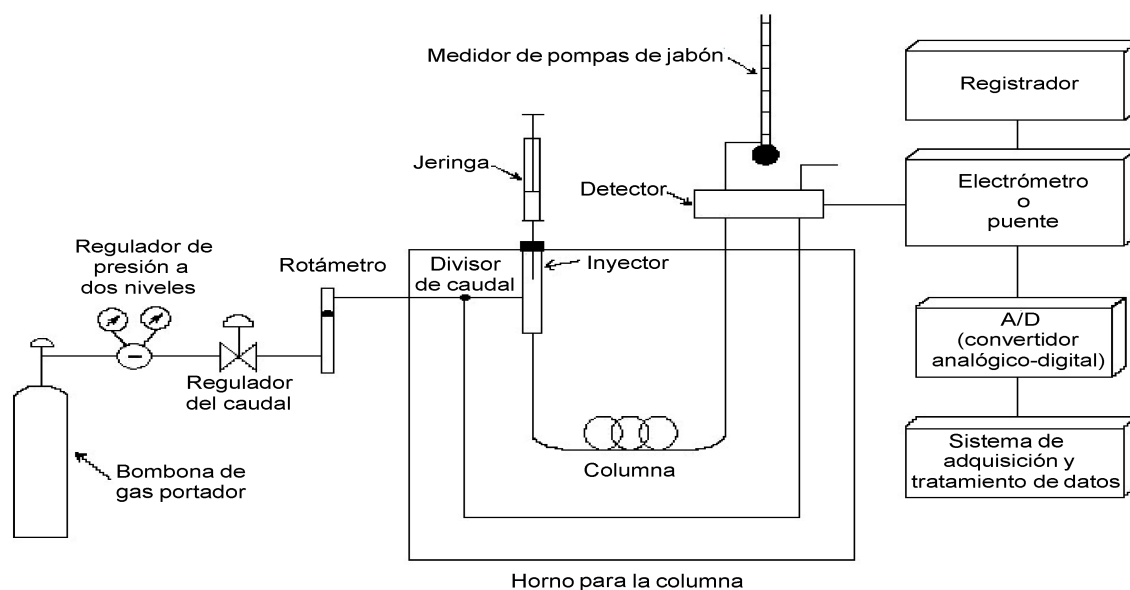 Medidor de pompas de jabón
Registrador
Jeringa
Detector
Electrómetro
o
puente
Regulador de
presión a
dos niveles
Rotámetro
Divisor
de caudal
Inyector
A/D
(convertidor
analógico-digital)
Regulador
del caudal
Columna
Sistema de
adquisición y
tratamiento de datos
Bombona de
gas portador
Horno para la columna